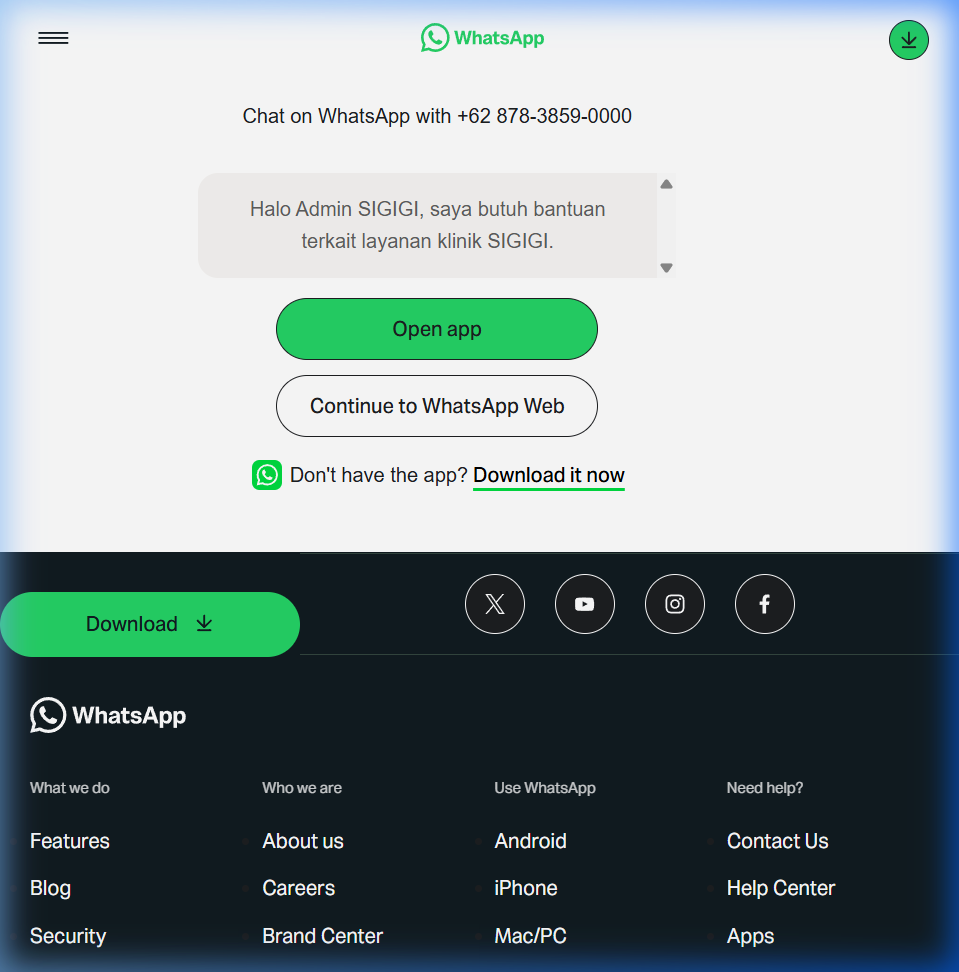 WhatsApp
Chat on WhatsApp with +62 878-3859-0000
Halo Admin SIGIGI, saya butuh bantuan
terkait layanan klinik SIGIGI.
Open app
Continue to WhatsApp Web
Don't have the app? Download it now
Download
WhatsApp
What we do
Features
Blog
Security
Who we are
About us
Careers
Brand Center
Use WhatsApp
Android
iPhone
Mac/PC
Need help?
Contact Us
Help Center
Apps